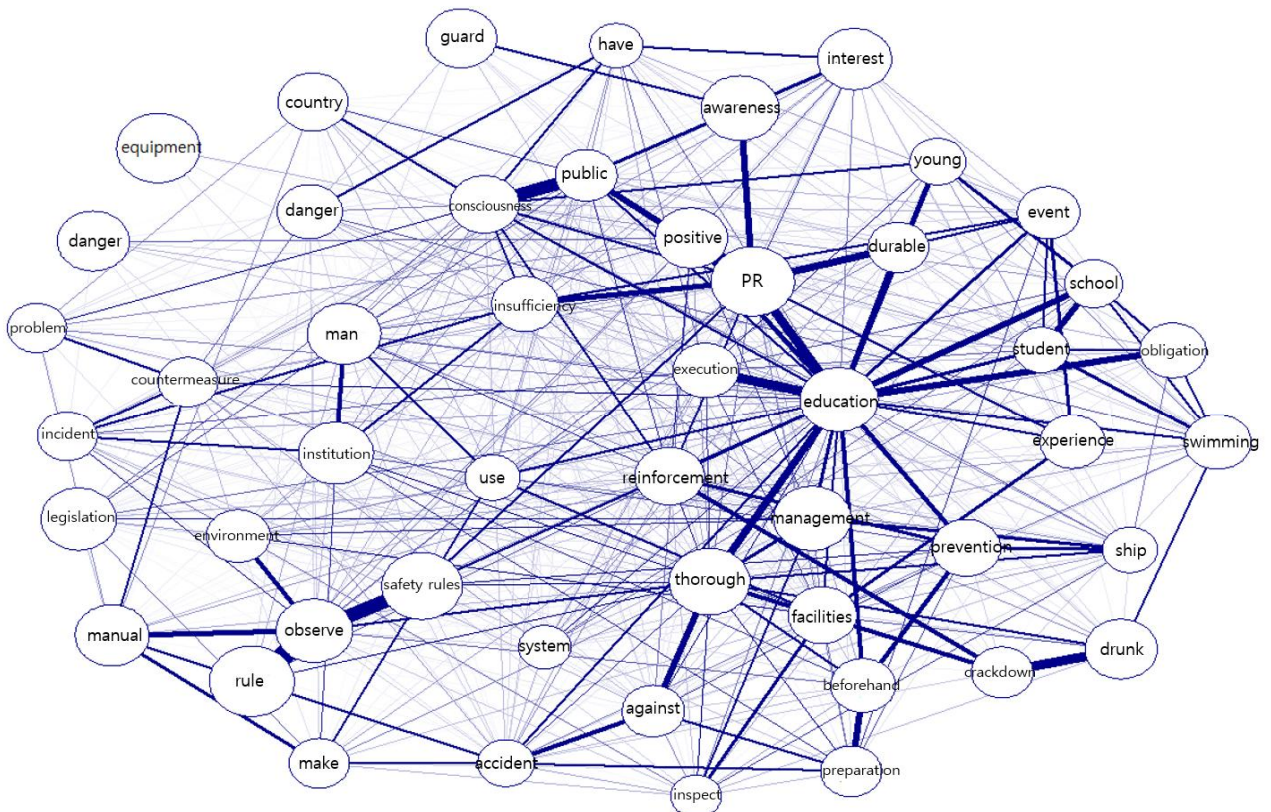 guard
have
interest
country
awareness
equipment
public
young
consciousness
danger
event
danger
positive
durable
PR
school
insufficiency
problem
man
student
obligation
execution
countermeasure
education
incident
experience
swimming
institution
use
reinforcement
legislation
management
environment
prevention
ship
thorough
safety rules
facilities
manual
observe
system
drunk
rule
beforehand
crackdown
against
make
accident
preparation
inspect